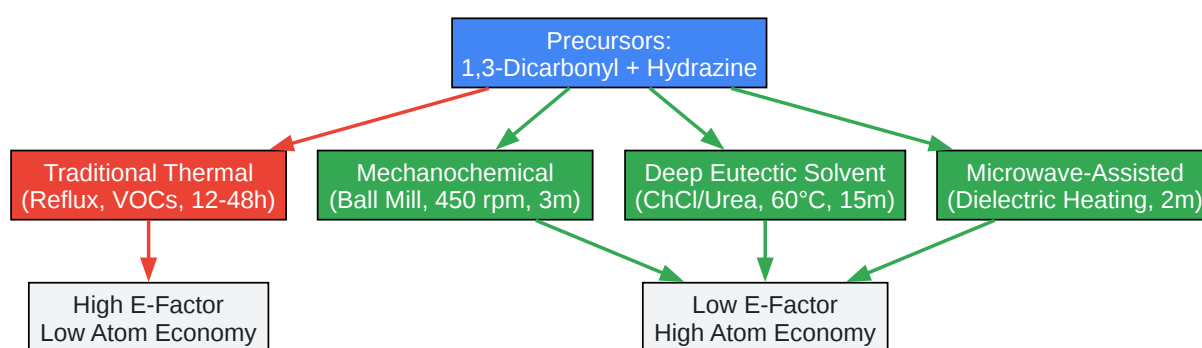 Precursors:
1,3-Dicarbonyl + Hydrazine
Traditional Thermal
(Reflux, VOCs, 12-48h)
Mechanochemical
(Ball Mill, 450 rpm, 3m)
Deep Eutectic Solvent
(ChCl/Urea, 60°C, 15m)
Microwave-Assisted
(Dielectric Heating, 2m)
High E-Factor
Low Atom Economy
Low E-Factor
High Atom Economy